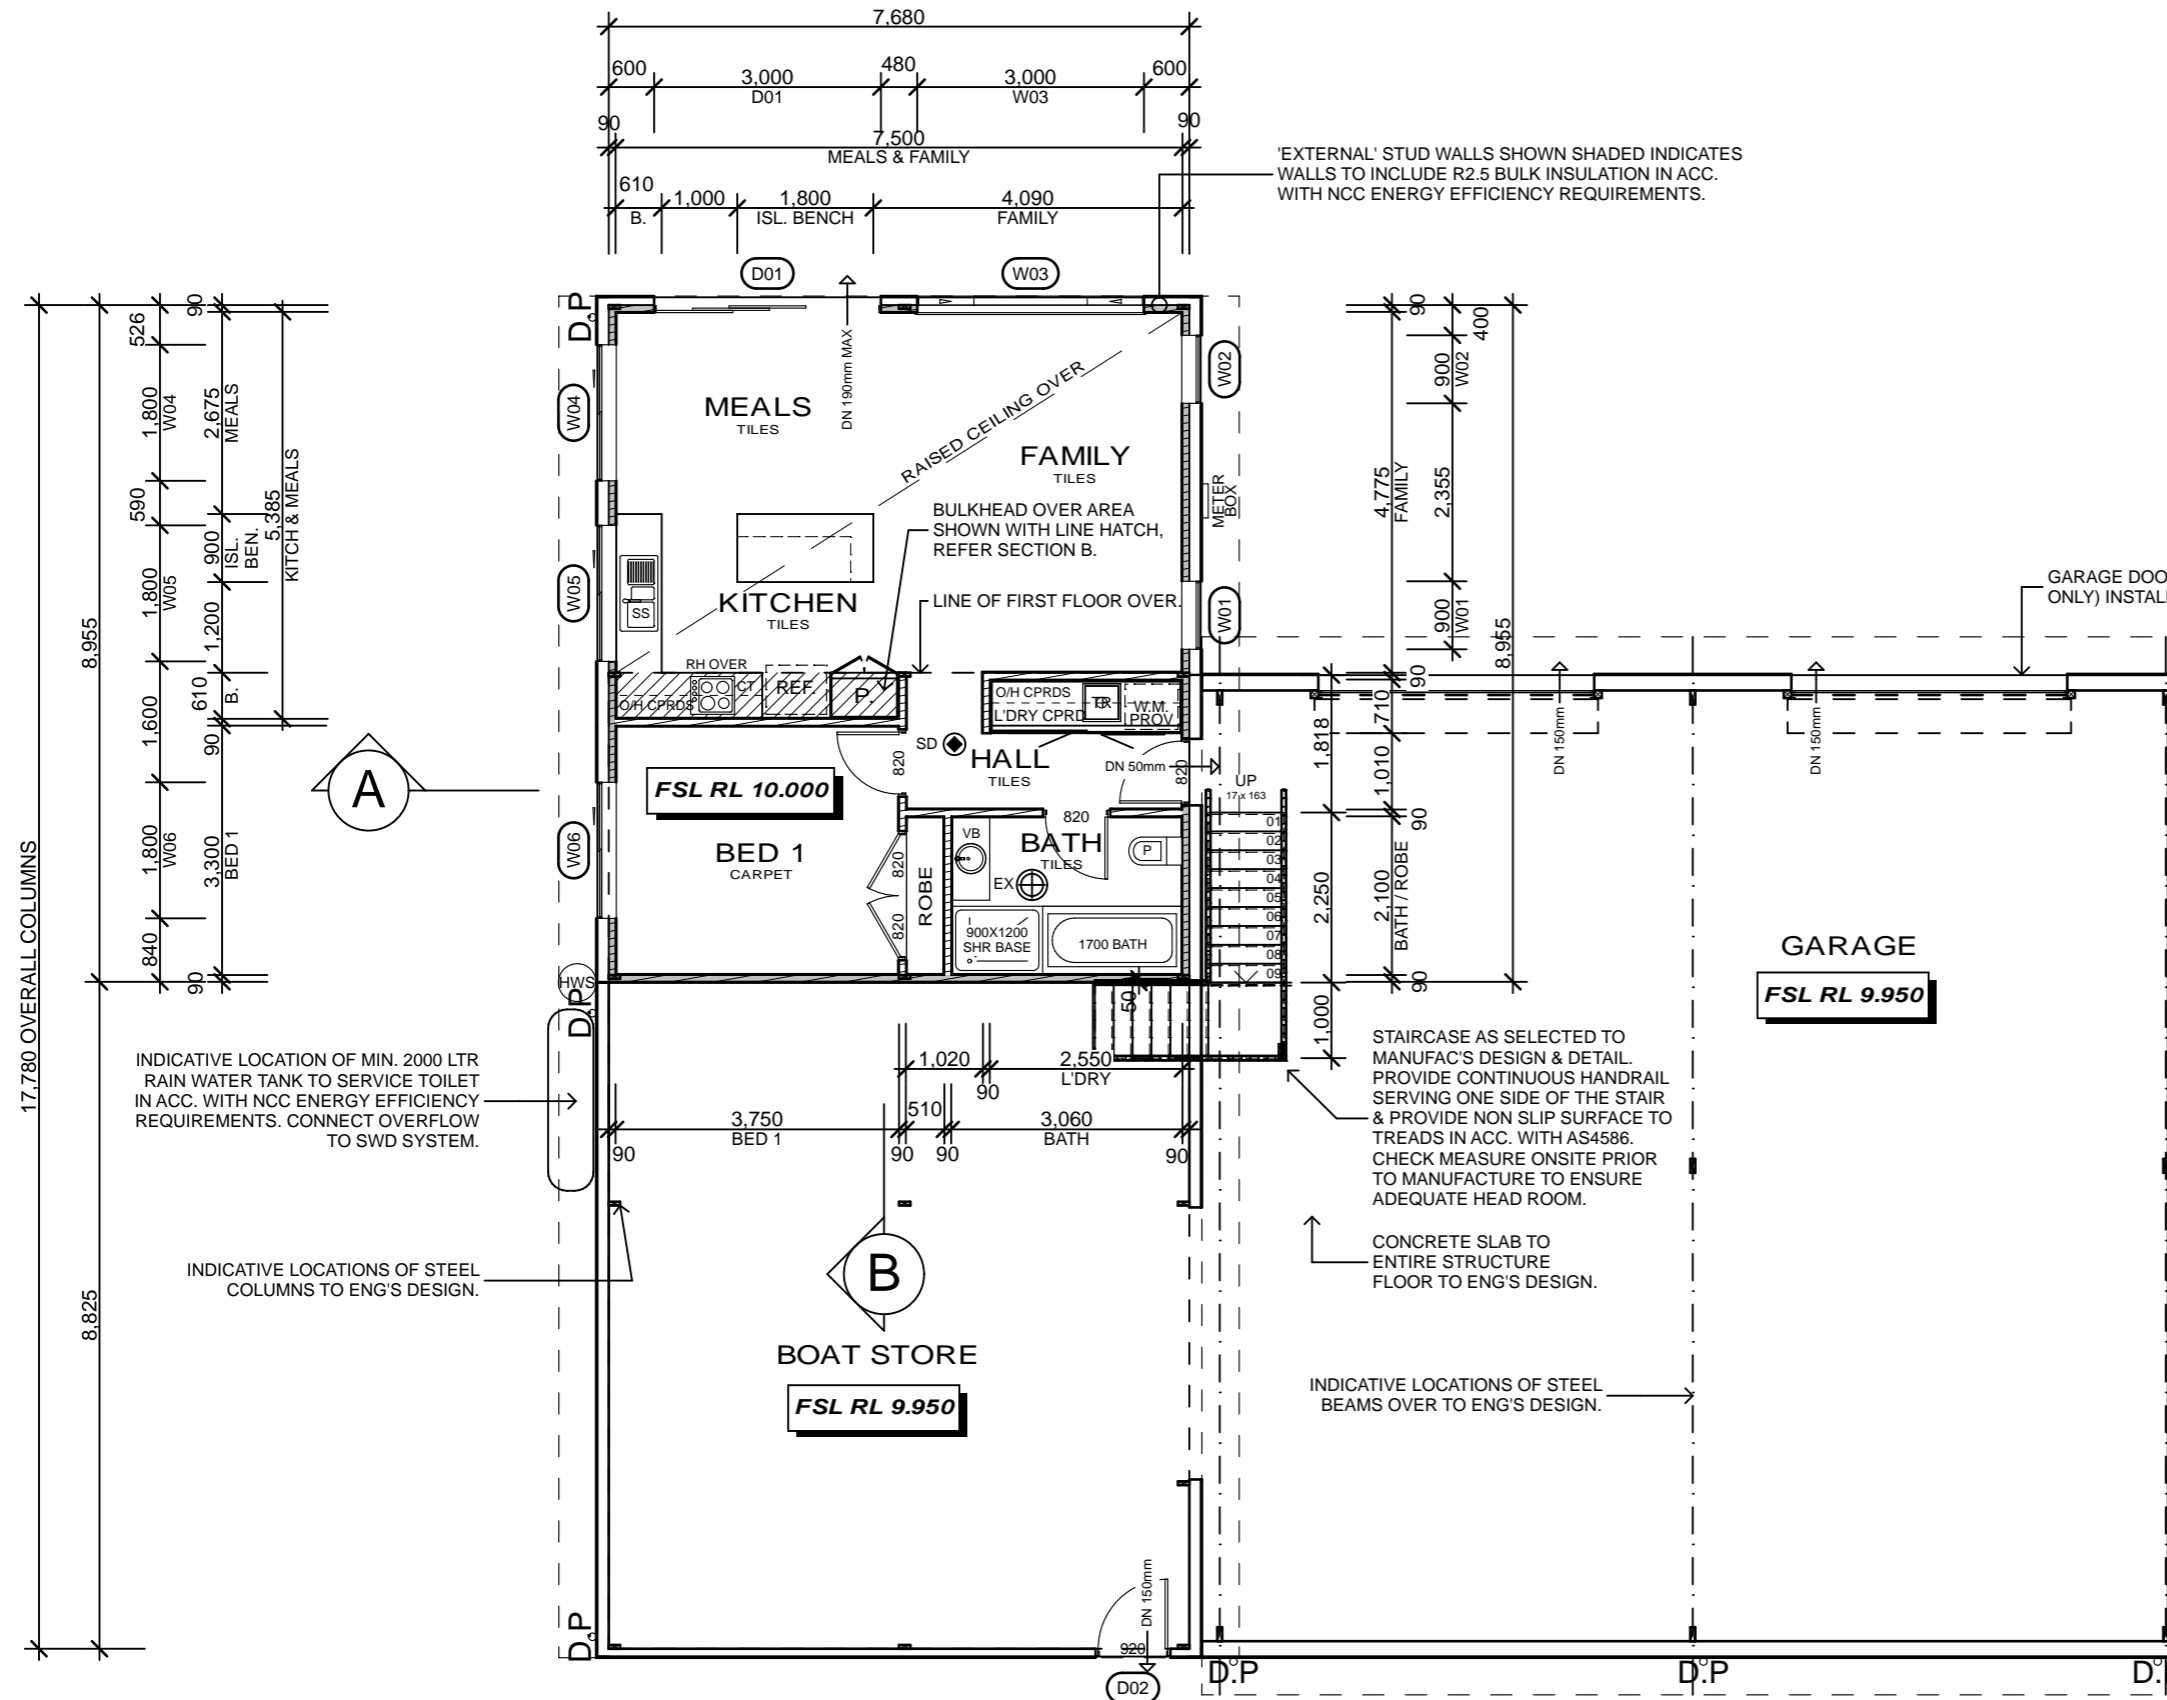 7,680
600
3,000
D01
480
3,000
W03
600
90
7,500
MEALS & FAMILY
90
610
B.
1,000
1,800
ISL. BENCH
4,090
FAMILY
'EXTERNAL' STUD WALLS SHOWN SHADED INDICATES
WALLS TO INCLUDE R2.5 BULK INSULATION IN ACC.
WITH NCC ENERGY EFFICIENCY REQUIREMENTS.
D01
W03
17,780 OVERALL COLUMNS
8,955
8,825
526
1,800
W04
590
1,800
W05
1,600
1,800
W06
840
90
2,675
MEALS
900
ISL.
BEN.
1,200
610
B.
90
3,300
BED 1
90
5,385
KITCH & MEALS
A
D.P
W04
W05
W06
HWS
D.P
D.P
MEALS
TILES
DN 190mm MAX
RAISED CEILING OVER
FAMILY
TILES
BULKHEAD OVER AREA
SHOWN WITH LINE HATCH,
REFER SECTION B.
KITCHEN
TILES
LINE OF FIRST FLOOR OVER.
SS
RH OVER
CT
O/H CPRDS
REF.
P.
O/H CPRDS
L'DRY CPRD
TR
W.M.
PROV
SD
HALL
TILES
820
DN 50mm
820
FSL RL 10.000
BED 1
CARPET
820
820
ROBE
820
VB
BATH
TILES
P
EX
900X1200
SHR BASE
1700 BATH
W02
METER
BOX
W01
UP
17 x 163
01
02
03
04
05
06
07
08
09
50
90
4,775
FAMILY
90
710
1,010
90
2,100
BATH / ROBE
90
400
900
W02
2,355
900
W01
8,955
1,818
2,250
1,000
GARAGE DOO
ONLY) INSTAL
DN 150mm
DN 150mm
GARAGE
FSL RL 9.950
1,020
90
2,550
L'DRY
90
3,750
BED 1
90
510
90
3,060
BATH
90
INDICATIVE LOCATION OF MIN. 2000 LTR
RAIN WATER TANK TO SERVICE TOILET
IN ACC. WITH NCC ENERGY EFFICIENCY
REQUIREMENTS. CONNECT OVERFLOW
TO SWD SYSTEM.
INDICATIVE LOCATIONS OF STEEL
COLUMNS TO ENG'S DESIGN.
STAIRCASE AS SELECTED TO
MANUFAC'S DESIGN & DETAIL.
PROVIDE CONTINUOUS HANDRAIL
SERVING ONE SIDE OF THE STAIR
& PROVIDE NON SLIP SURFACE TO
TREADS IN ACC. WITH AS4586.
CHECK MEASURE ONSITE PRIOR
TO MANUFACTURE TO ENSURE
ADEQUATE HEAD ROOM.
CONCRETE SLAB TO
ENTIRE STRUCTURE
FLOOR TO ENG'S DESIGN.
B
BOAT STORE
FSL RL 9.950
INDICATIVE LOCATIONS OF STEEL
BEAMS OVER TO ENG'S DESIGN.
DN 150mm
920
D02
D.P
D.P
D.